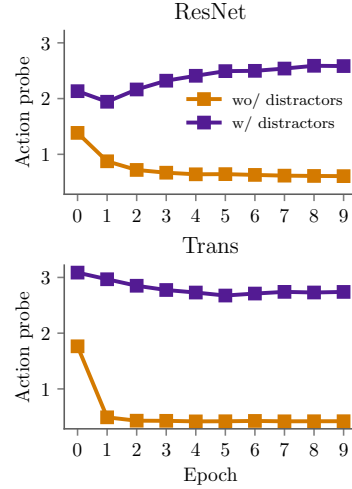 ResNet
3
2
1
Action probe
wo/ distractors
w/ distractors
0 1 2 3 4 5 6 7 8 9
Trans
3
2
1
Action probe
0 1 2 3 4 5 6 7 8 9
Epoch